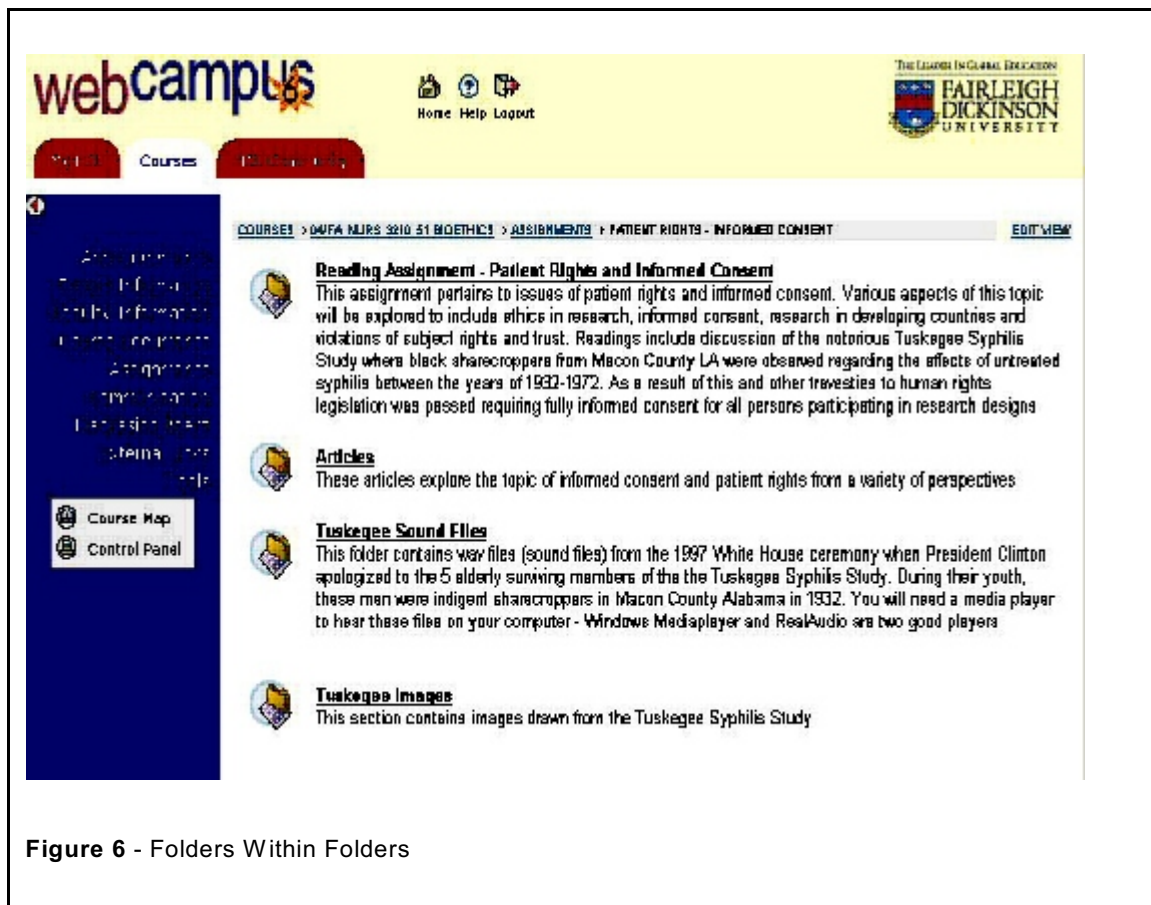 webcampus
Home Help Logout
THE LEADER IN GLOBAL EDUCATION
FAIRLEIGH
DICKINSON
UNIVERSITY
Courses
COURSES > 04/FA NURS 3210 51 BIOETHICS > ASSIGNMENTS > PATIENT RIGHTS - INFORMED CONSENT
EDIT VIEW
Reading Assignment - Patient Rights and Informed Consent
This assignment pertains to issues of patient rights and informed consent. Various aspects of this topic
will be explored to include ethics in research, informed consent, research in developing countries and
violations of subject rights and trust. Readings include discussion of the notorious Tuskegee Syphilis
Study where black sharecroppers from Macon County LA were observed regarding the effects of untreated
syphilis between the years of 1932-1972. As a result of this and other travesties to human rights
legislation was passed requiring fully informed consent for all persons participating in research designs
Assignments
Articles
These articles explore the topic of informed consent and patient rights from a variety of perspectives
Course Map
Control Panel
Tuskegee Sound Files
This folder contains wav files (sound files) from the 1997 White House ceremony when President Clinton
apologized to the 5 elderly surviving members of the the Tuskegee Syphilis Study. During their youth,
these men were indigent sharecroppers in Macon County Alabama in 1932. You will need a media player
to hear these files on your computer - Windows Mediaplayer and RealAudio are two good players
Tuskegee Images
This section contains images drawn from the Tuskegee Syphilis Study
Figure 6 - Folders Within Folders